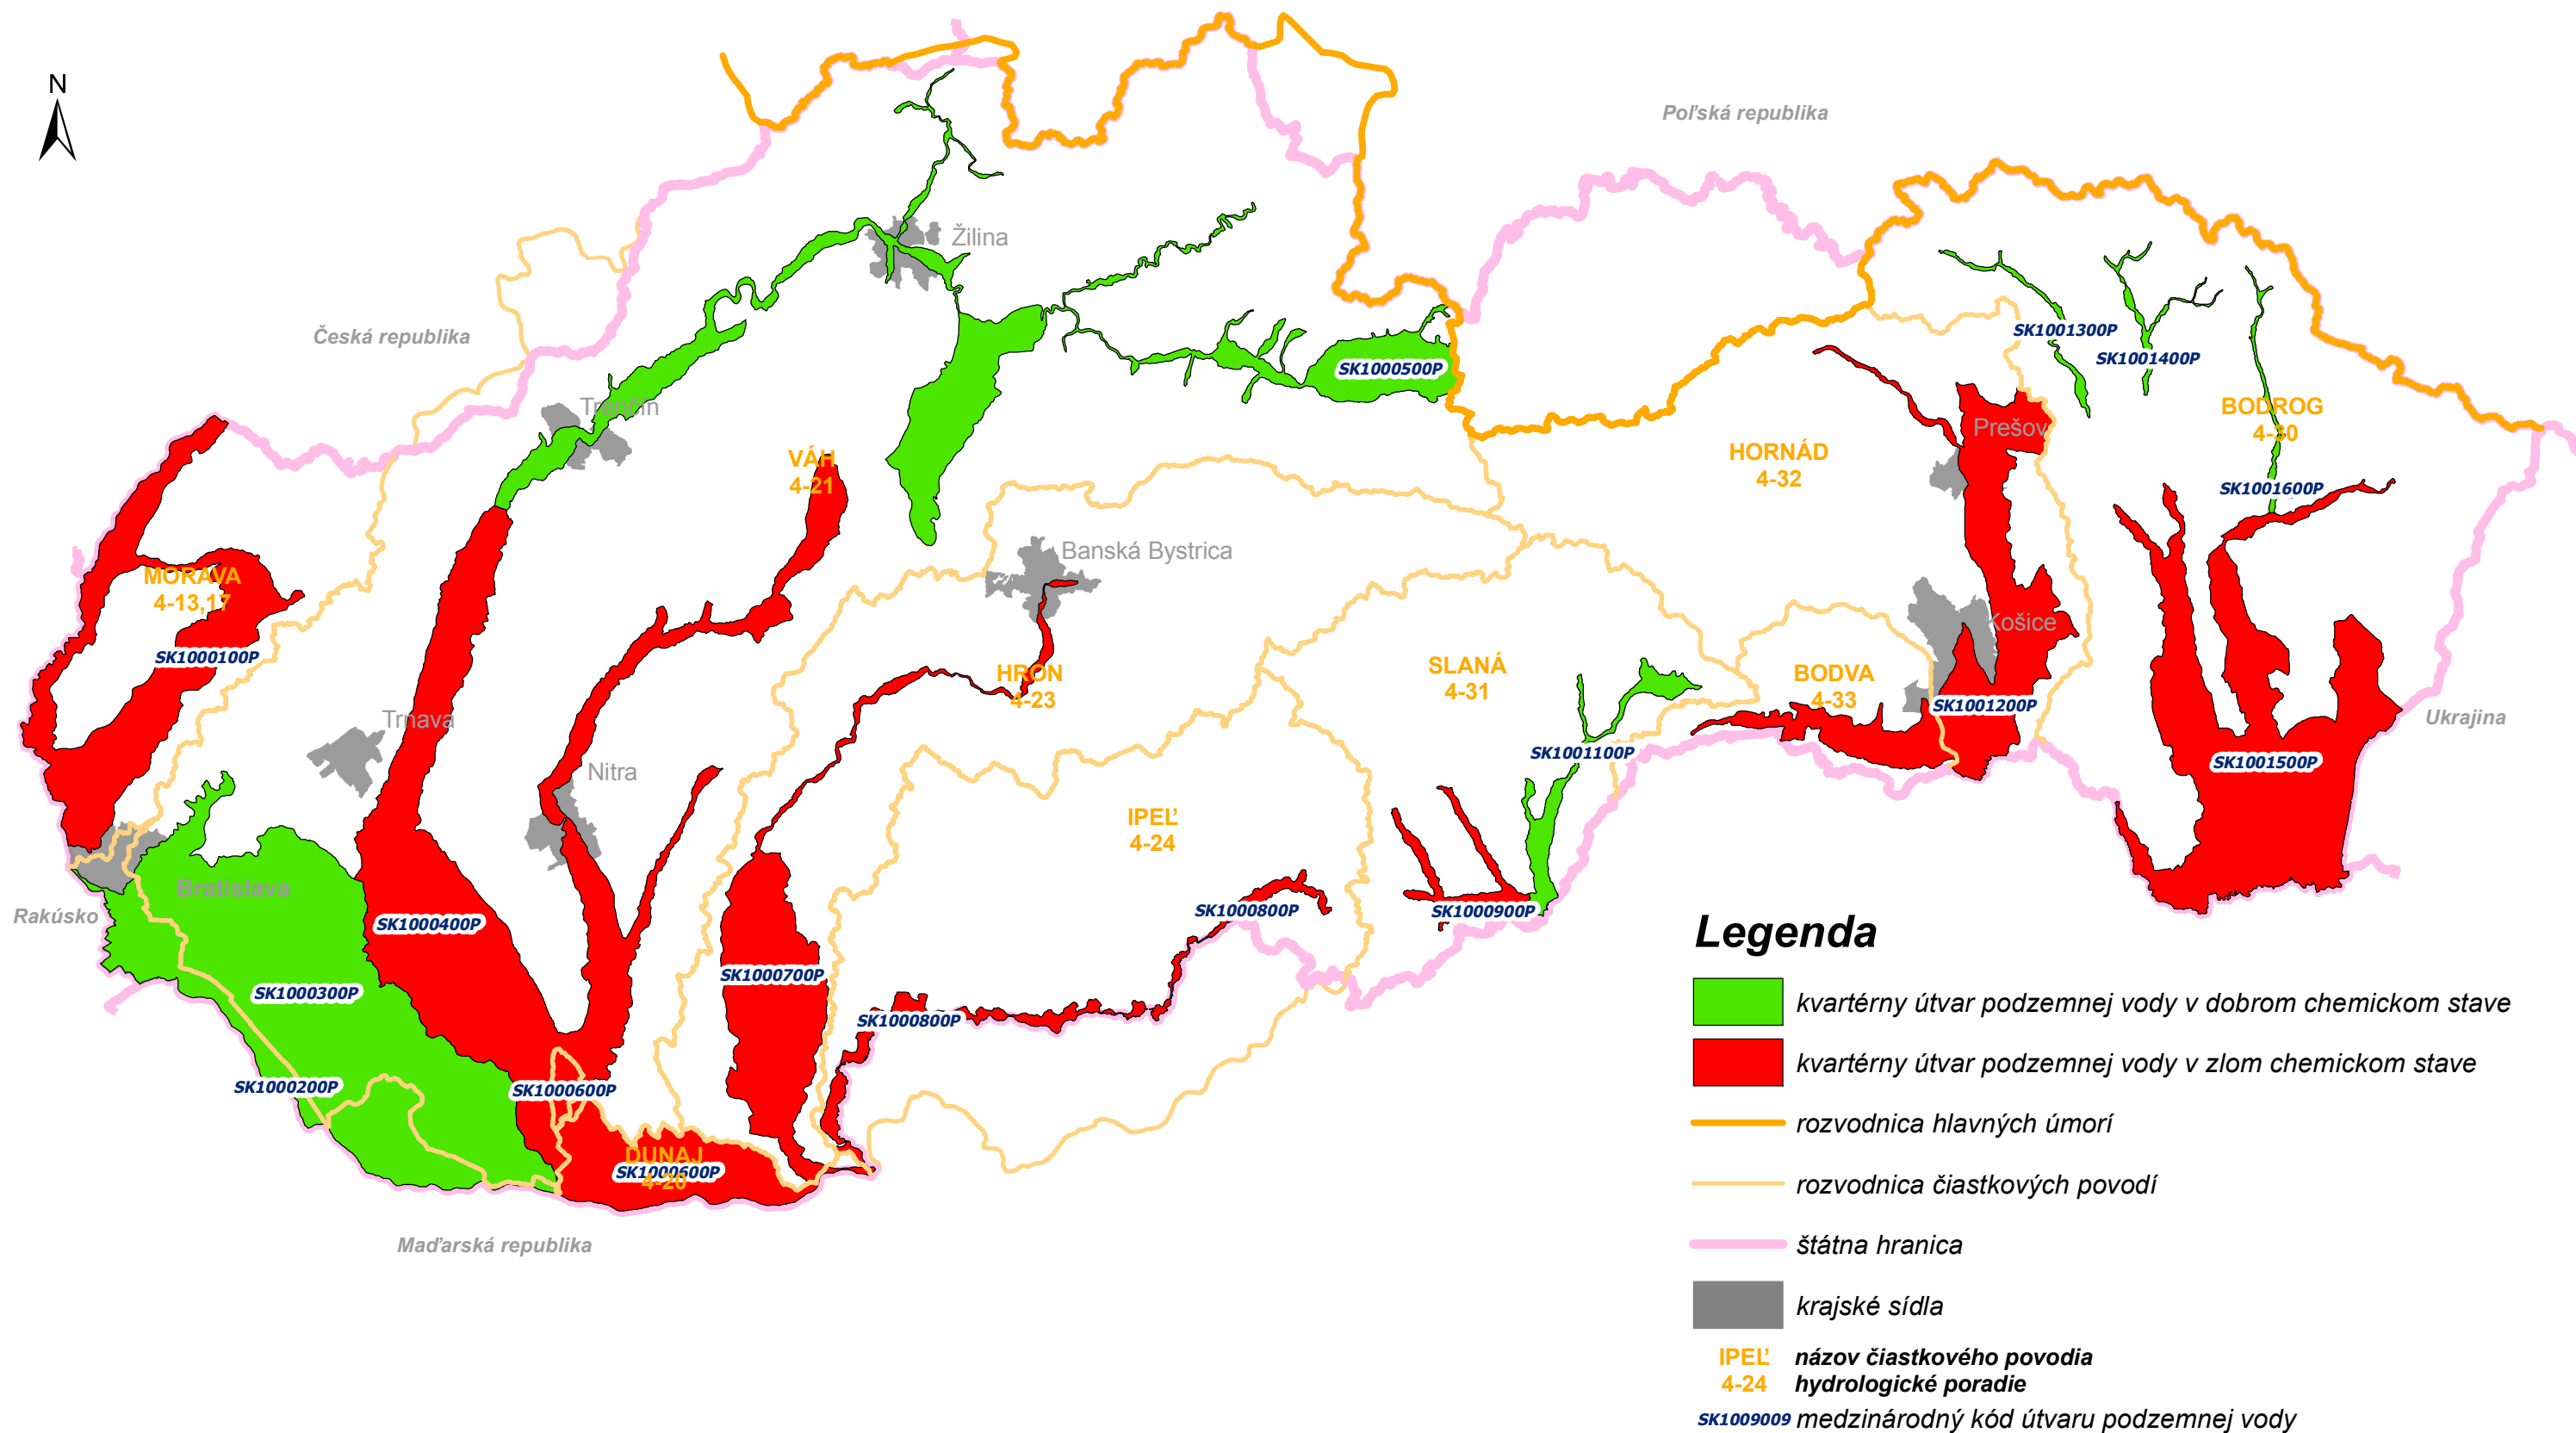 N
Poľská republika
Žilina
Česká republika
SK1001300P
SK1001400P
SK1000500P
Trenčín
BODROG
4-30
Prešov
VÁH
4-21
HORNÁD
4-32
SK1001600P
Banská Bystrica
MORAVA
4-13,17
Košice
SK1000100P
HRON
4-23
SLANÁ
4-31
BODVA
4-33
SK1001200P
Trnava
Ukrajina
SK1001100P
SK1001500P
Nitra
IPEĽ
4-24
Bratislava
Rakúsko
SK1000400P
SK1000800P
SK1000900P
SK1000700P
SK1000300P
SK1000800P
SK1000200P
SK1000600P
DUNAJ
SK1000600P
4-20
Maďarská republika
Legenda
kvartérny útvar podzemnej vody v dobrom chemickom stave
kvartérny útvar podzemnej vody v zlom chemickom stave
rozvodnica hlavných úmorí
rozvodnica čiastkových povodí
štátna hranica
krajské sídla
IPEĽ názov čiastkového povodia
4-24 hydrologické poradie
SK1009009 medzinárodný kód útvaru podzemnej vody